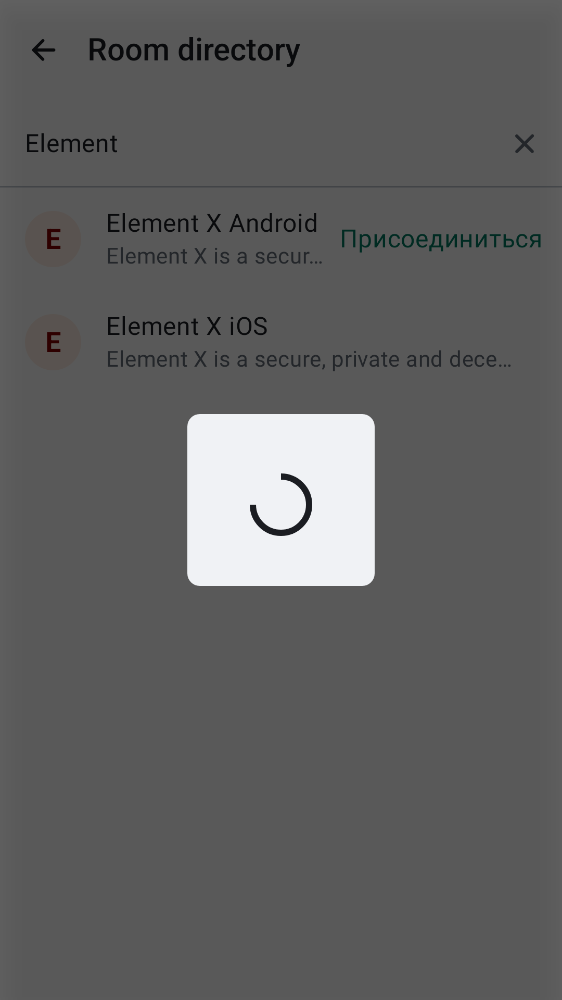 Room directory
Element
E
Element X Android
Присоединиться
Element X is a secur…
E
Element X iOS
Element X is a secure, private and dece…